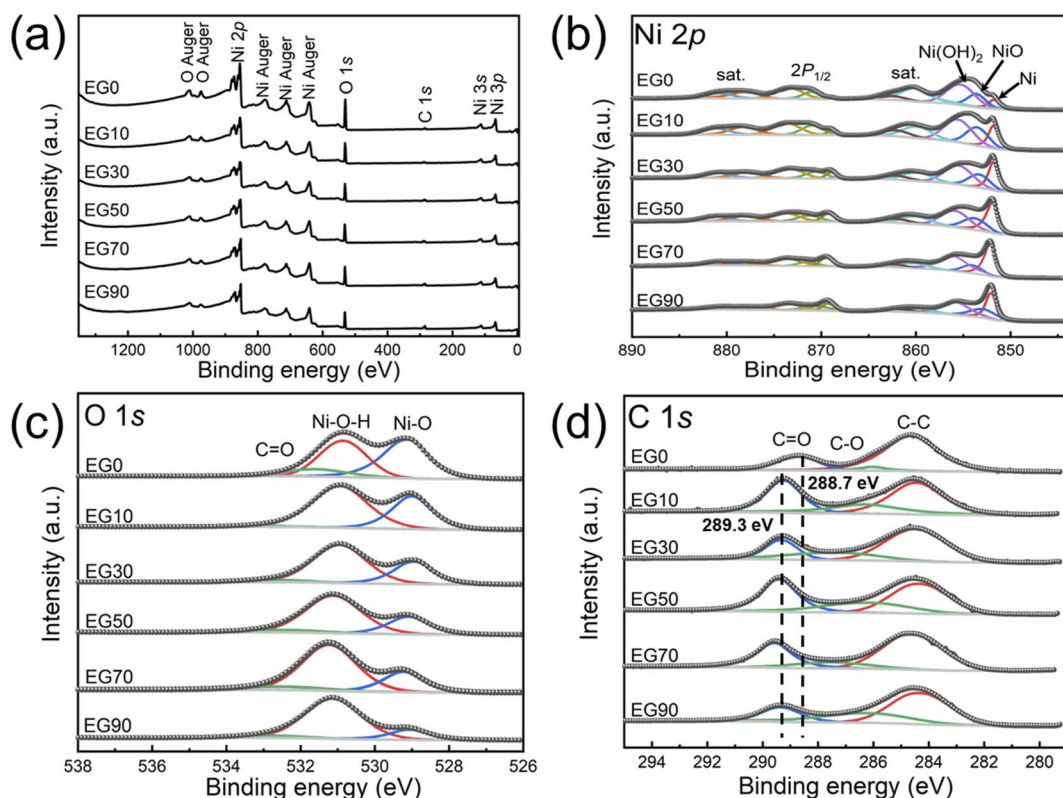 (a)
O Auger
O Auger
Ni 2p
Ni Auger
Ni Auger
Ni Auger
O 1s
C 1s
Ni 3s
Ni 3p
EG0
EG10
EG30
EG50
EG70
EG90
Intensity (a.u.)
1200 1000 800 600 400 200 0
Binding energy (eV)
(b)
Ni 2p
Ni(OH)₂
NiO
Ni
sat. 2P₁/₂ sat.
EG0
EG10
EG30
EG50
EG70
EG90
Intensity (a.u.)
890 880 870 860 850
Binding energy (eV)
(c)
O 1s
Ni-O-H Ni-O
C=O
EG0
EG10
EG30
EG50
EG70
EG90
Intensity (a.u.)
538 536 534 532 530 528 526
Binding energy (eV)
(d)
C 1s
C=O C-O C-C
EG0
288.7 eV
EG10
289.3 eV
EG30
EG50
EG70
EG90
Intensity (a.u.)
294 292 290 288 286 284 282 280
Binding energy (eV)